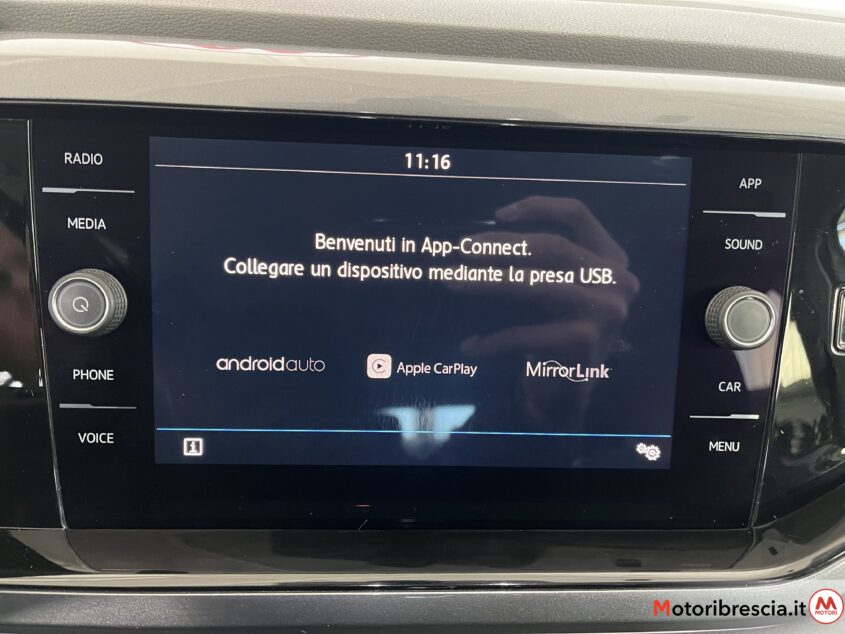 RADIO
MEDIA
PHONE
VOICE
11:16
Benvenuti in App-Connect.
Collegare un dispositivo mediante la presa USB.
androidauto
Apple CarPlay
MirrorLink
i
APP
SOUND
CAR
MENU
Motoribrescia.it
M
MOTORI